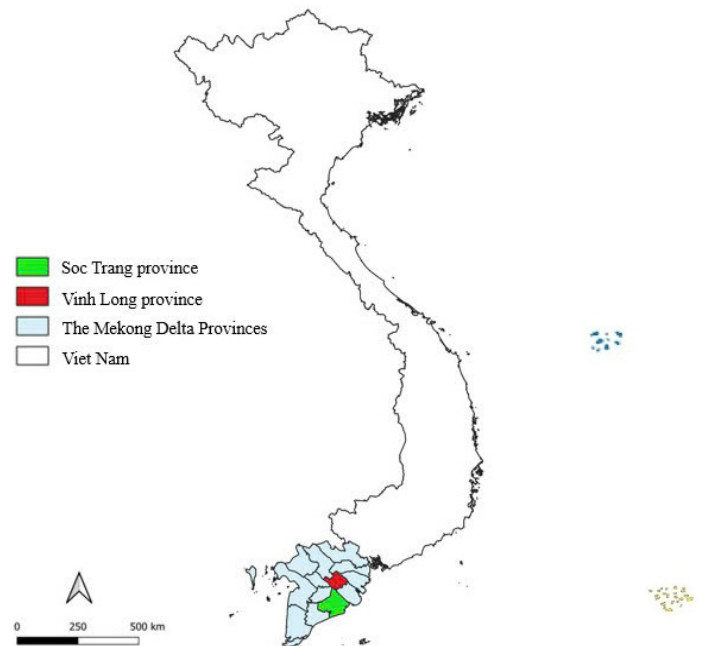 Soc Trang province
Vinh Long province
The Mekong Delta Provinces
Viet Nam
0 250 500 km